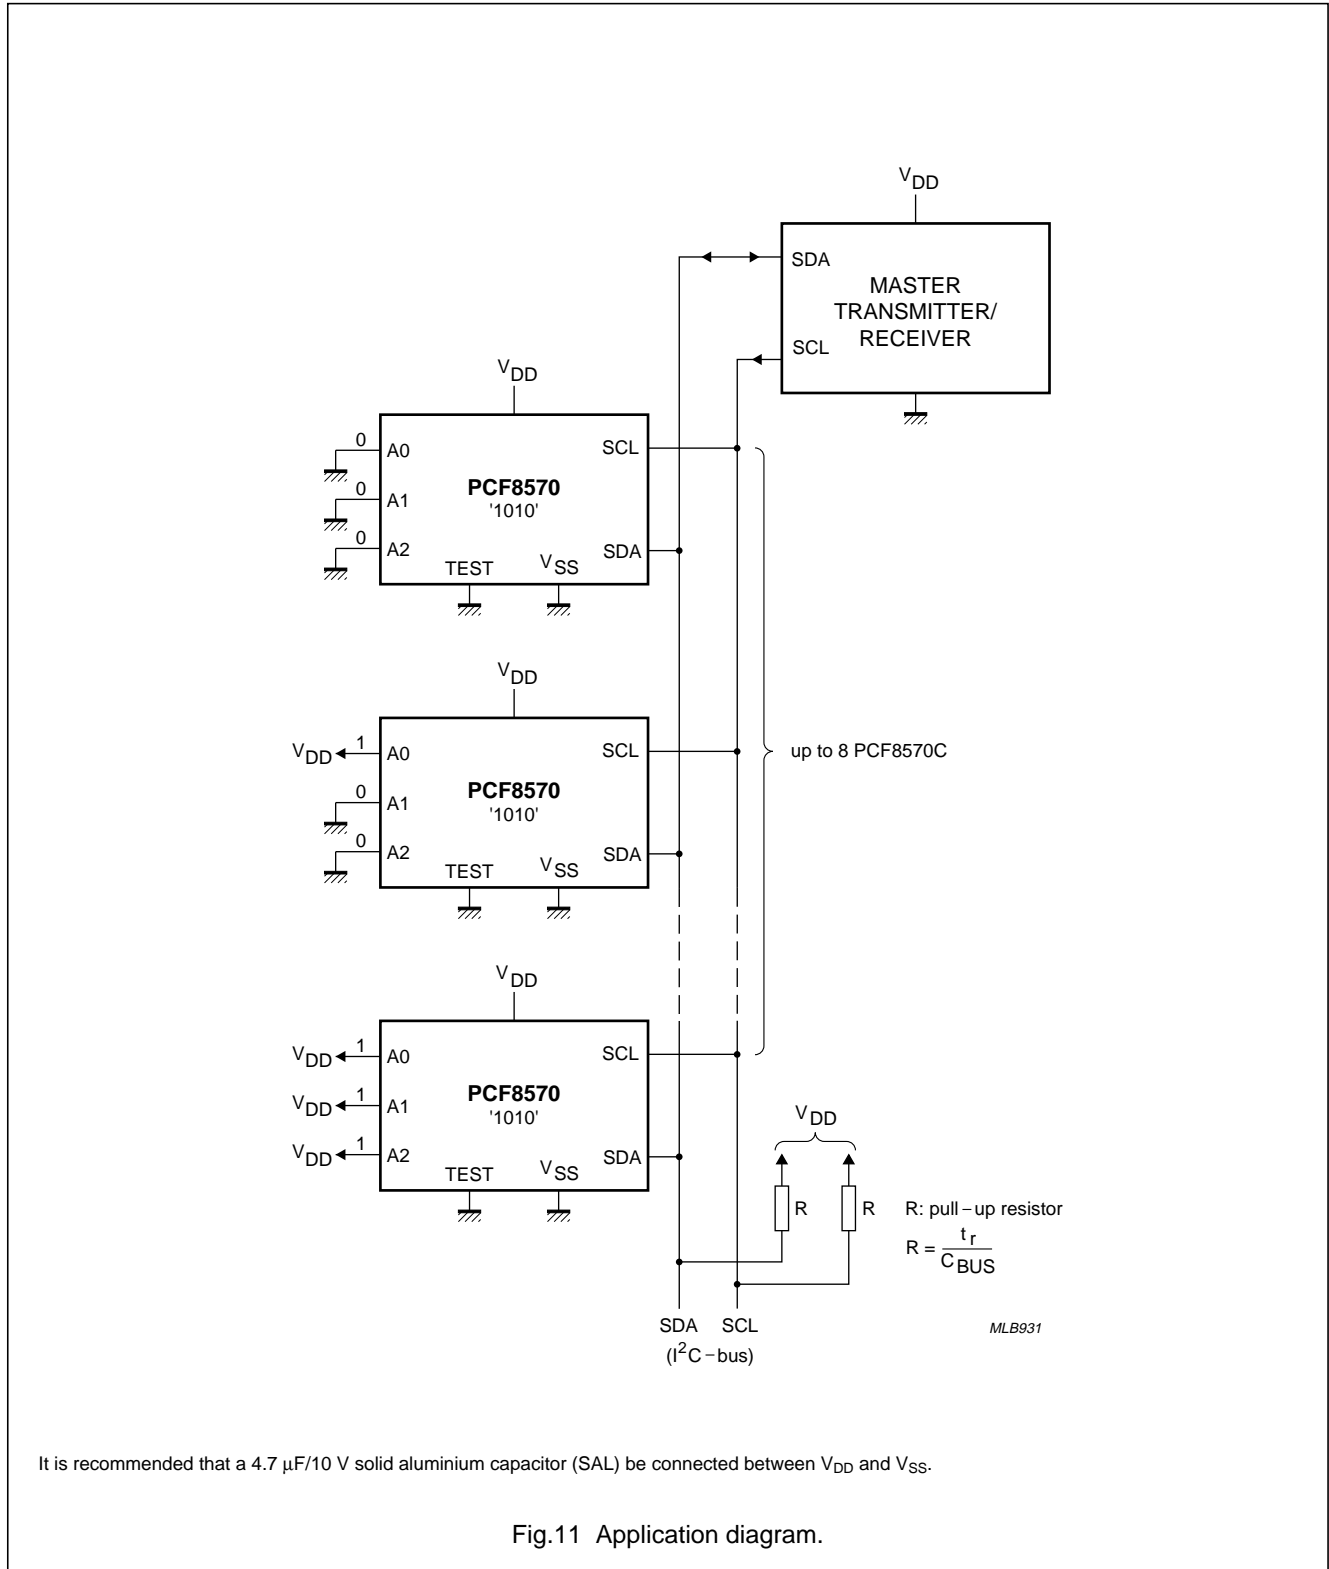 VDD
SDA
MASTER
TRANSMITTER/
RECEIVER
SCL
VDD
0 A0
SCL
PCF8570
'1010'
0 A1
0 A2
SDA
TEST VSS
VDD
VDD 1 A0
SCL
PCF8570
'1010'
0 A1
0 A2
SDA
TEST VSS
up to 8 PCF8570C
VDD
VDD 1 A0
SCL
PCF8570
'1010'
VDD 1 A1
VDD 1 A2
SDA
TEST VSS
VDD
R R
R: pull–up resistor
R = tr / CBUS
SDA SCL
(I²C–bus)
MLB931
It is recommended that a 4.7 µF/10 V solid aluminium capacitor (SAL) be connected between VDD and VSS.
Fig.11 Application diagram.